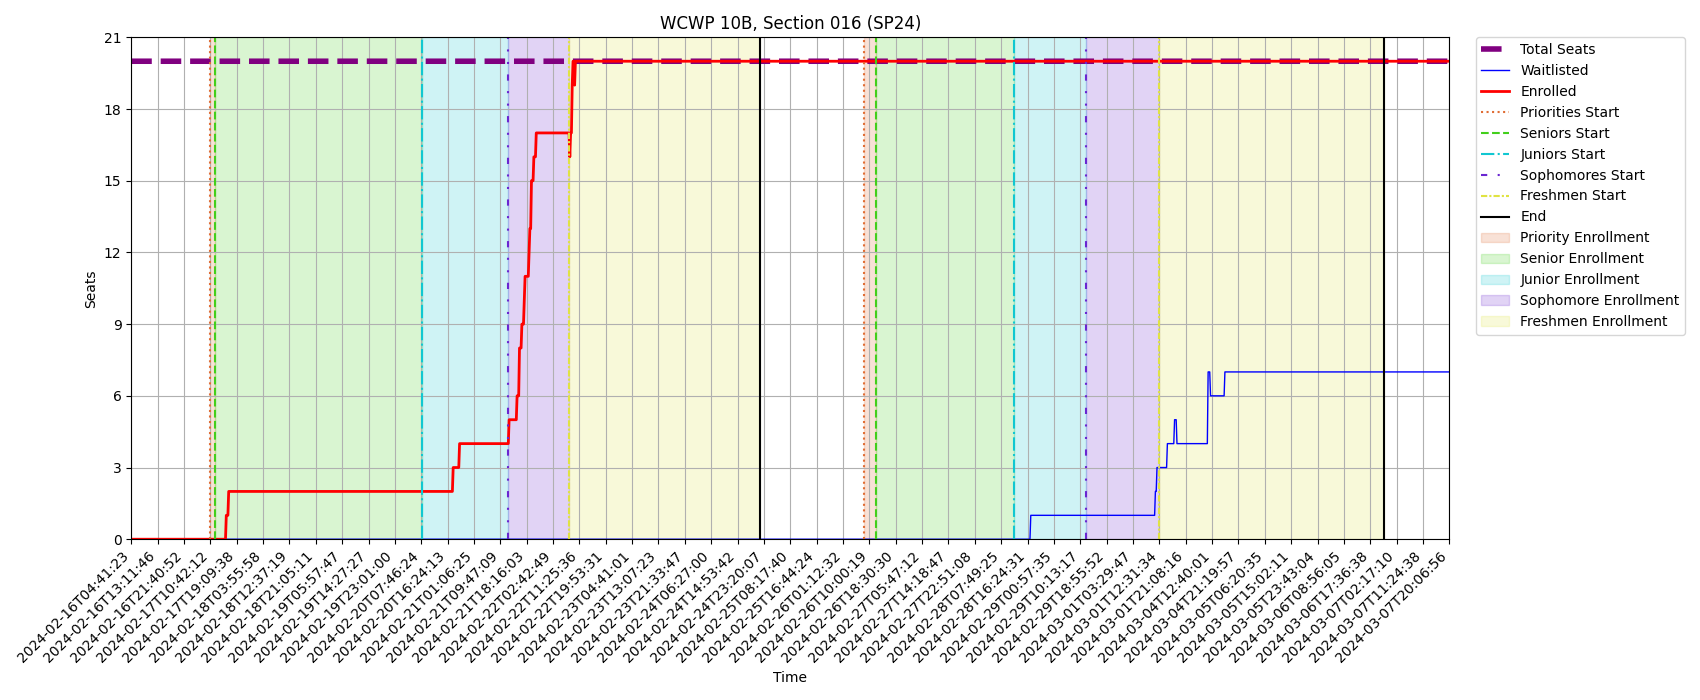 WCWP 10B, Section 016 (SP24)
21
18
15
12
9
6
3
0
Seats
2024-02-16T04:41:23
2024-02-16T13:11:46
2024-02-16T21:40:52
2024-02-17T10:42:12
2024-02-17T19:09:38
2024-02-18T03:55:58
2024-02-18T12:37:19
2024-02-18T21:05:11
2024-02-19T05:57:47
2024-02-19T14:27:27
2024-02-19T23:01:00
2024-02-20T07:46:24
2024-02-20T16:24:13
2024-02-21T01:06:25
2024-02-21T09:47:09
2024-02-21T18:16:03
2024-02-22T02:42:49
2024-02-22T11:25:36
2024-02-22T19:53:31
2024-02-23T04:41:01
2024-02-23T13:07:23
2024-02-23T21:33:47
2024-02-24T06:27:00
2024-02-24T14:53:42
2024-02-24T23:20:07
2024-02-25T08:17:40
2024-02-25T16:44:24
2024-02-26T01:12:32
2024-02-26T10:00:19
2024-02-26T18:30:30
2024-02-27T05:47:12
2024-02-27T14:18:47
2024-02-27T22:51:08
2024-02-28T07:49:25
2024-02-28T16:24:31
2024-02-29T00:57:35
2024-02-29T10:13:17
2024-02-29T18:55:52
2024-03-01T03:29:47
2024-03-01T12:31:34
2024-03-01T21:08:16
2024-03-04T12:40:01
2024-03-04T21:19:57
2024-03-05T06:20:35
2024-03-05T15:02:11
2024-03-05T23:43:04
2024-03-06T08:56:05
2024-03-06T17:36:38
2024-03-07T02:17:10
2024-03-07T11:24:38
2024-03-07T20:06:56
Time
Total Seats
Waitlisted
Enrolled
Priorities Start
Seniors Start
Juniors Start
Sophomores Start
Freshmen Start
End
Priority Enrollment
Senior Enrollment
Junior Enrollment
Sophomore Enrollment
Freshmen Enrollment